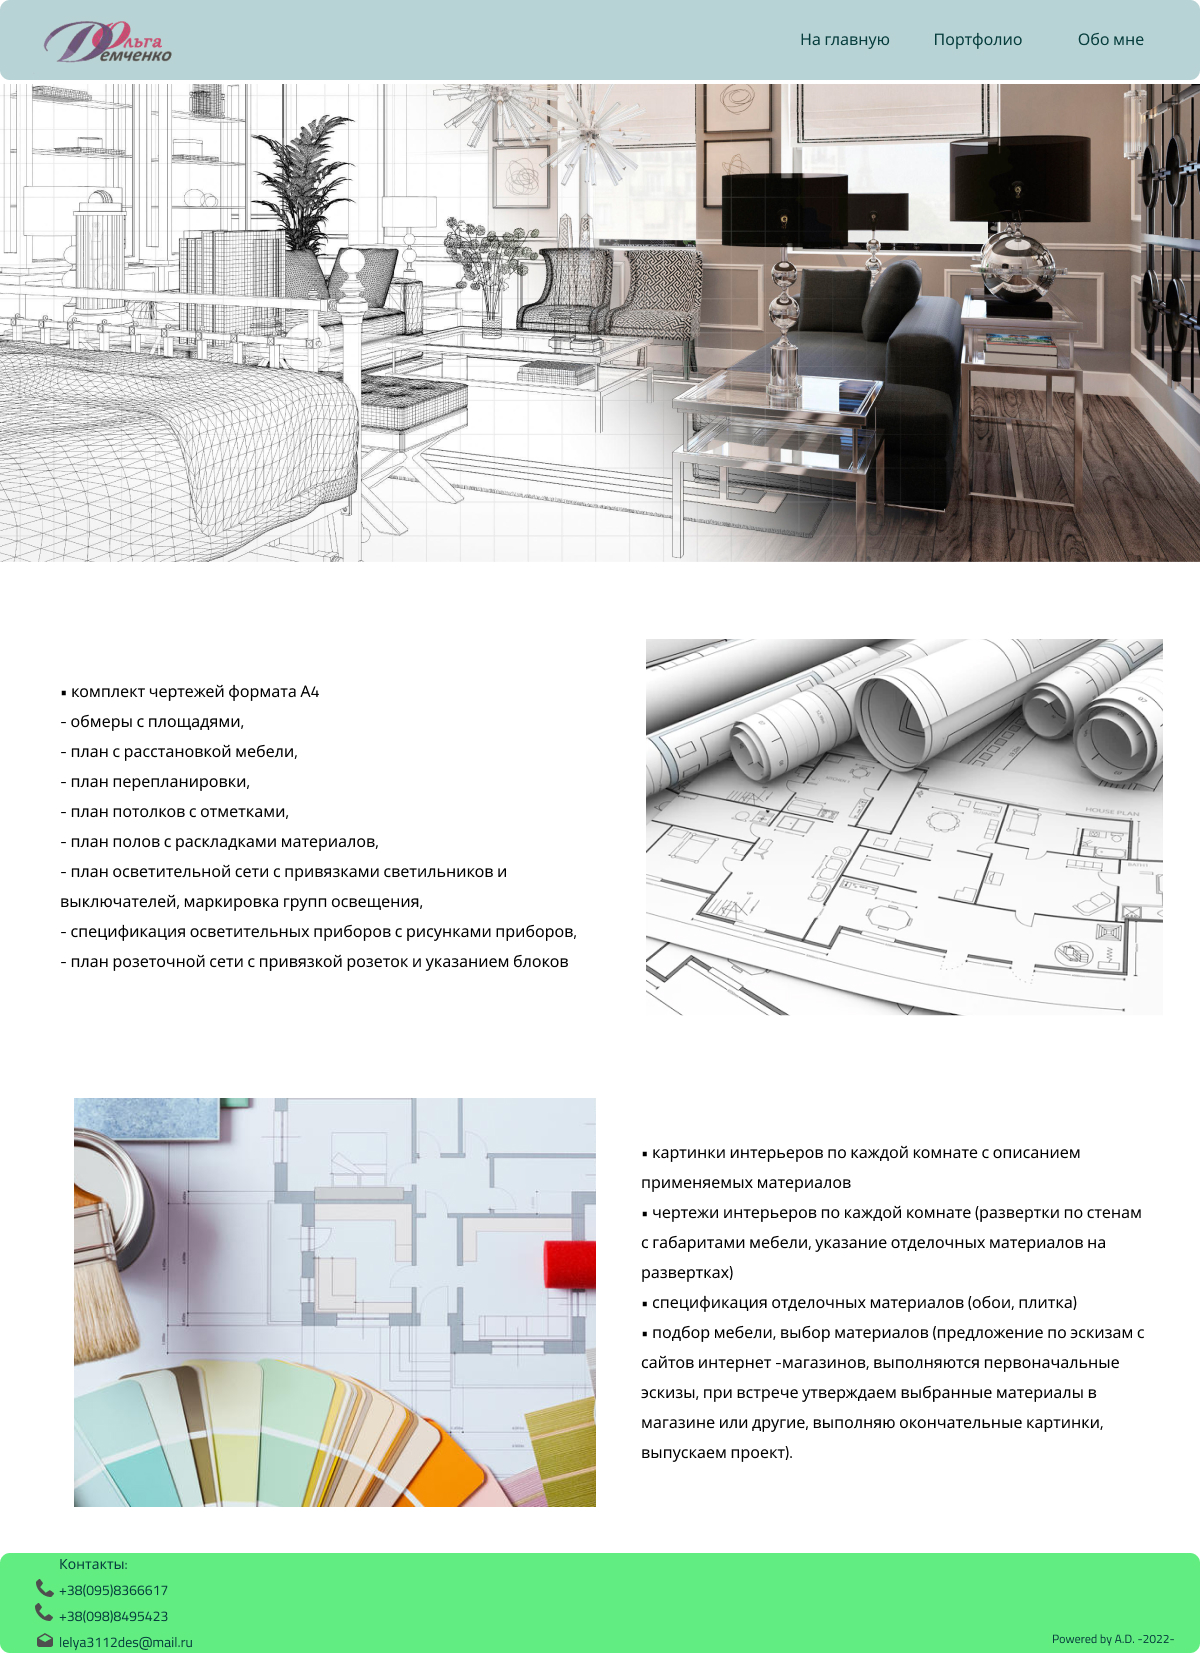 Ольга
Демченко
На главную
Портфолио
Обо мне
▪ комплект чертежей формата А4
- обмеры с площадями,
- план с расстановкой мебели,
- план перепланировки,
- план потолков с отметками,
- план полов с раскладками материалов,
- план осветительной сети с привязками светильников и
выключателей, маркировка групп освещения,
- спецификация осветительных приборов с рисунками приборов,
- план розеточной сети с привязкой розеток и указанием блоков
HOUSE PLAN
▪ картинки интерьеров по каждой комнате с описанием
применяемых материалов
▪ чертежи интерьеров по каждой комнате (развертки по стенам
с габаритами мебели, указание отделочных материалов на
развертках)
▪ спецификация отделочных материалов (обои, плитка)
▪ подбор мебели, выбор материалов (предложение по эскизам с
сайтов интернет -магазинов, выполняются первоначальные
эскизы, при встрече утверждаем выбранные материалы в
магазине или другие, выполняю окончательные картинки,
выпускаем проект).
Контакты:
+38(095)8366617
+38(098)8495423
lelya3112des@mail.ru
Powered by A.D. -2022-